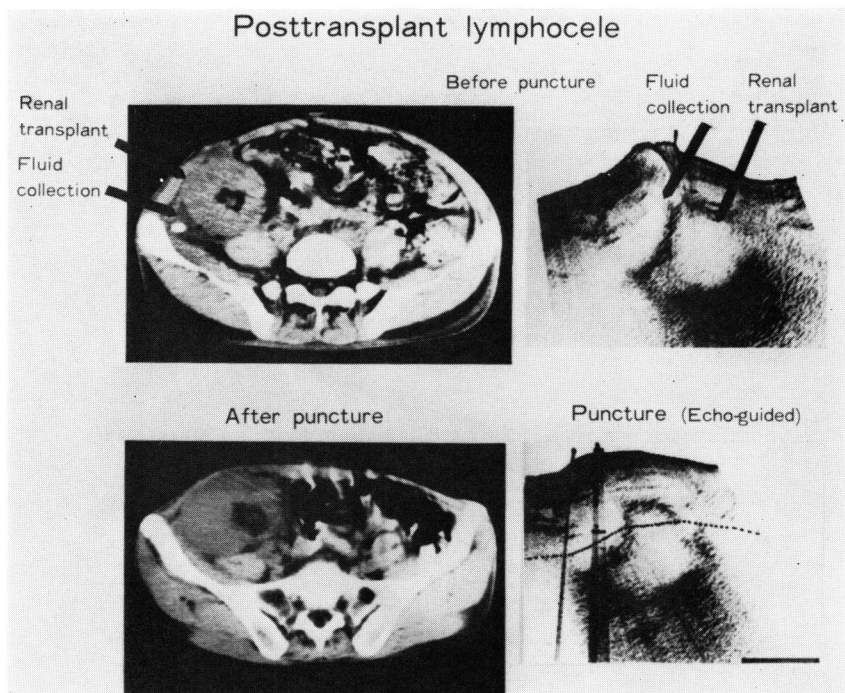 Posttransplant lymphocele
Before puncture
Fluid
collection
Renal
transplant
Renal
transplant
Fluid
collection
After puncture
Puncture (Echo-guided)